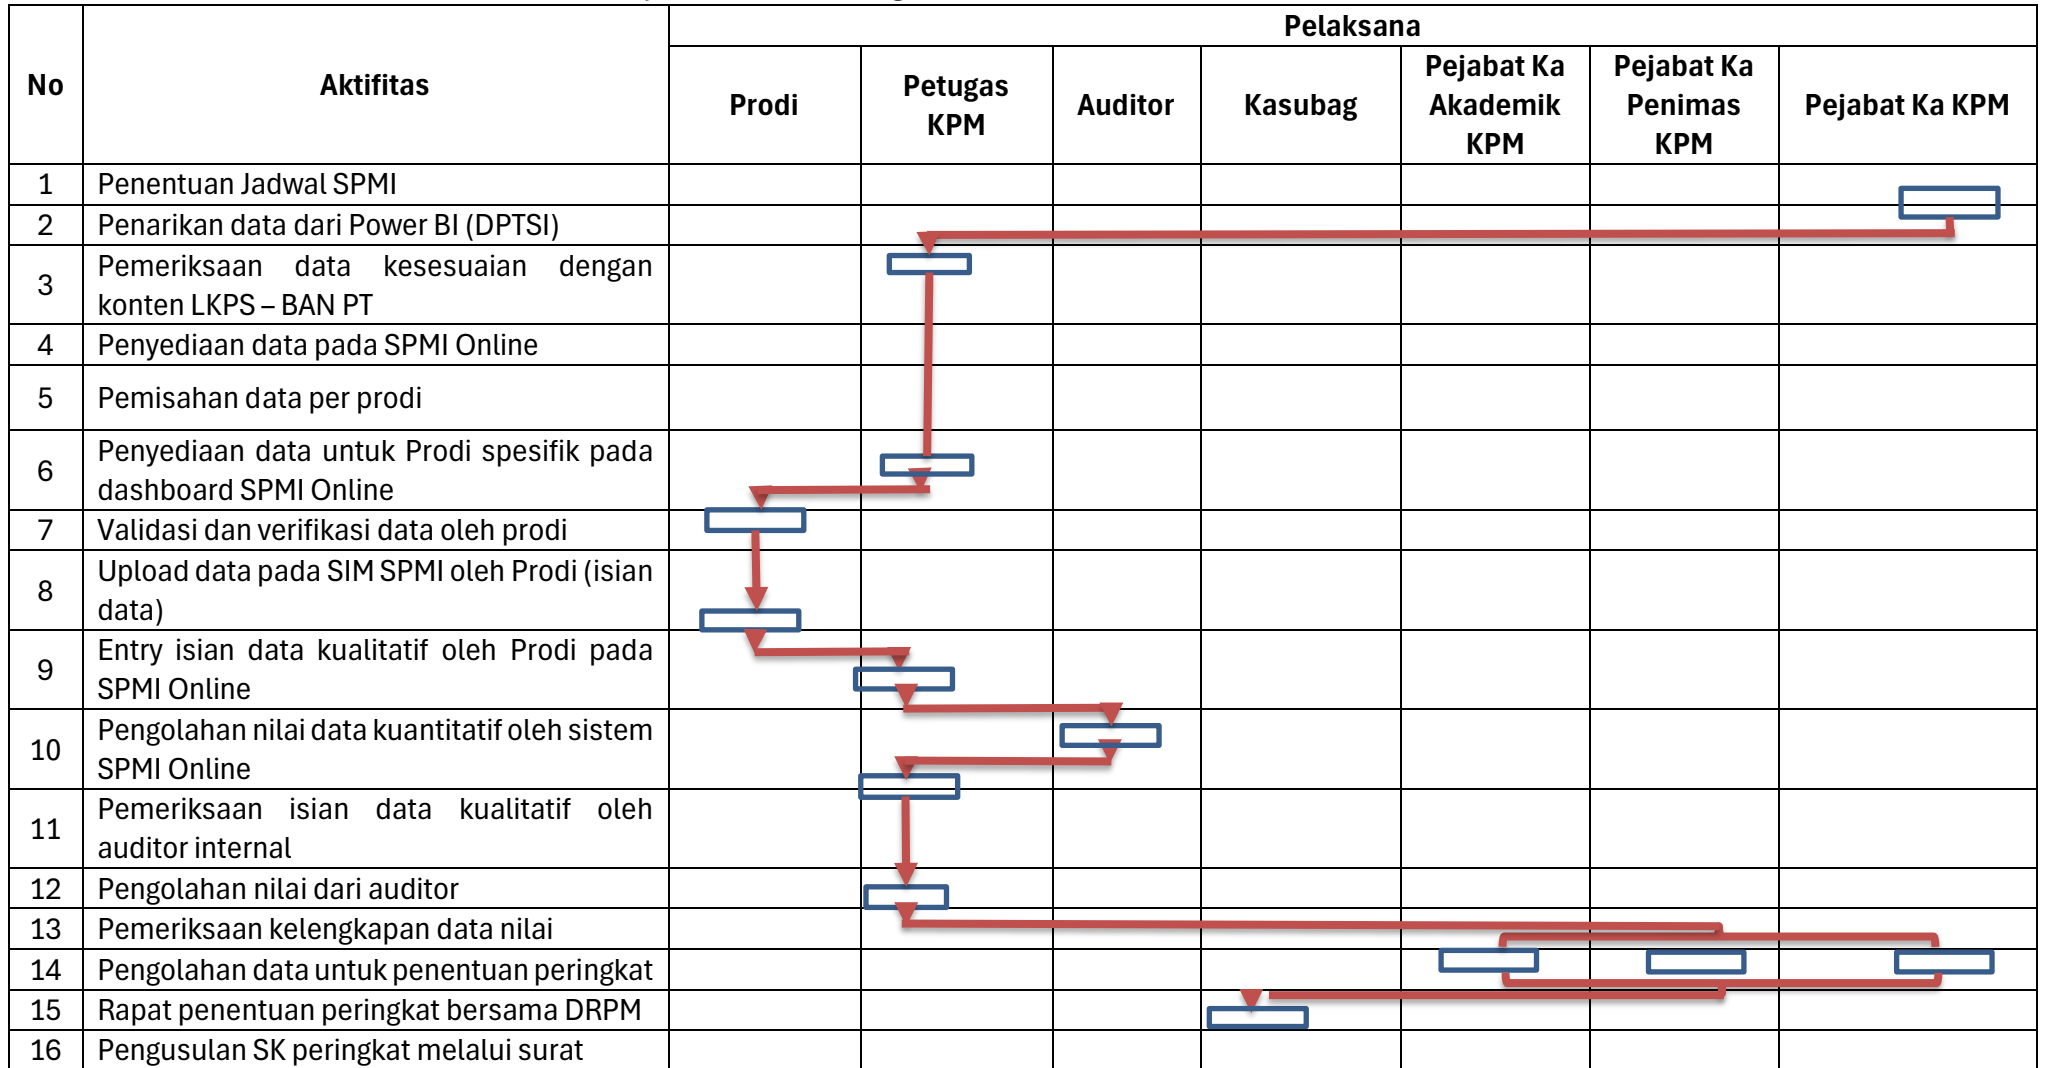 Pelaksana
No
Aktifitas
Prodi
Petugas
KPM
Auditor
Kasubag
Pejabat Ka
Akademik
KPM
Pejabat Ka
Penimas
KPM
Pejabat Ka KPM
1 Penentuan Jadwal SPMI
2 Penarikan data dari Power BI (DPTSI)
3 Pemeriksaan data kesesuaian dengan
konten LKPS – BAN PT
4 Penyediaan data pada SPMI Online
5 Pemisahan data per prodi
6 Penyediaan data untuk Prodi spesifik pada
dashboard SPMI Online
7 Validasi dan verifikasi data oleh prodi
8 Upload data pada SIM SPMI oleh Prodi (isian
data)
9 Entry isian data kualitatif oleh Prodi pada
SPMI Online
10 Pengolahan nilai data kuantitatif oleh sistem
SPMI Online
11 Pemeriksaan isian data kualitatif oleh
auditor internal
12 Pengolahan nilai dari auditor
13 Pemeriksaan kelengkapan data nilai
14 Pengolahan data untuk penentuan peringkat
15 Rapat penentuan peringkat bersama DRPM
16 Pengusulan SK peringkat melalui surat